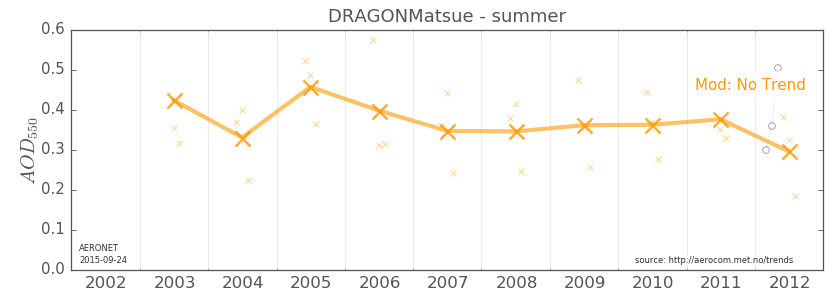 DRAGONMatsue - summer
0.6
0.5
0.4
0.3
0.2
0.1
0.0
AOD550
Mod: No Trend
AERONET
2015-09-24
source: http://aerocom.met.no/trends
2002 2003 2004 2005 2006 2007 2008 2009 2010 2011 2012